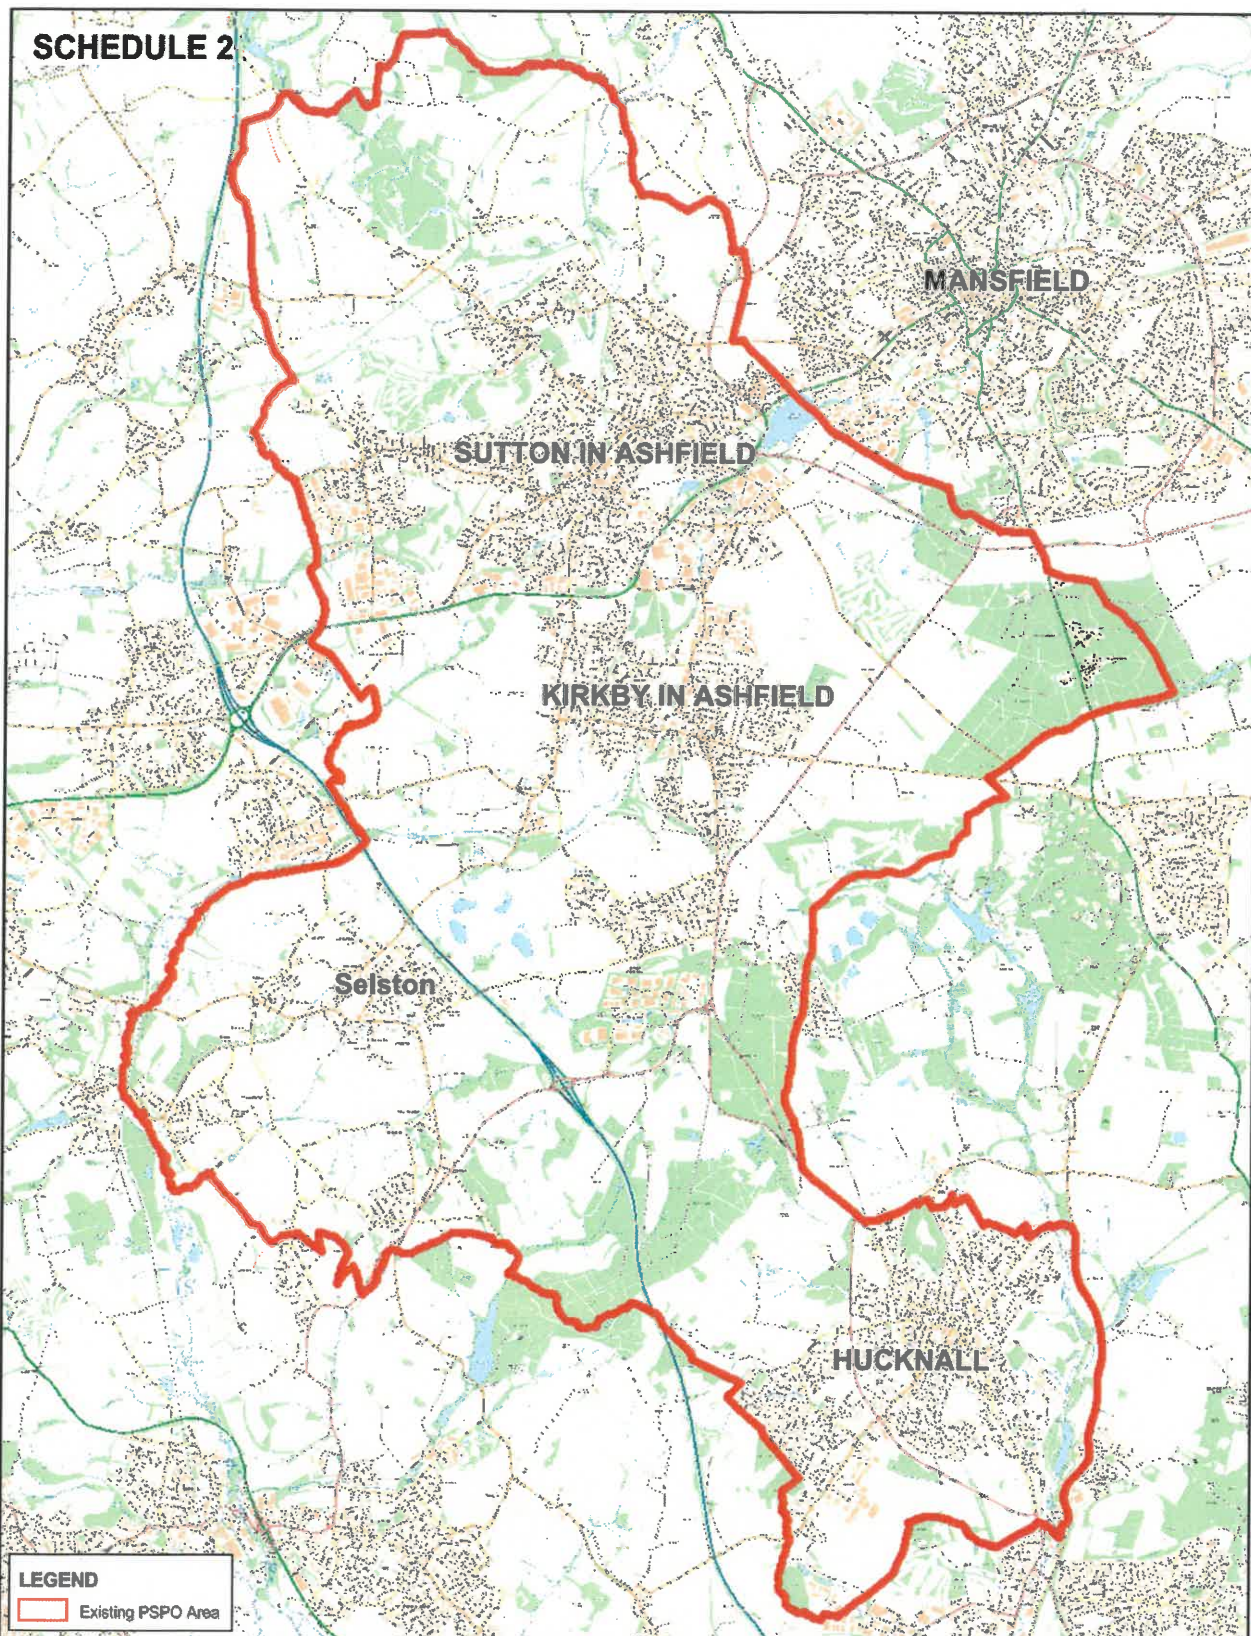 SCHEDULE 2
MANSFIELD
SUTTON IN ASHFIELD
KIRKBY IN ASHFIELD
Selston
HUCKNALL
LEGEND
Existing PSPO Area